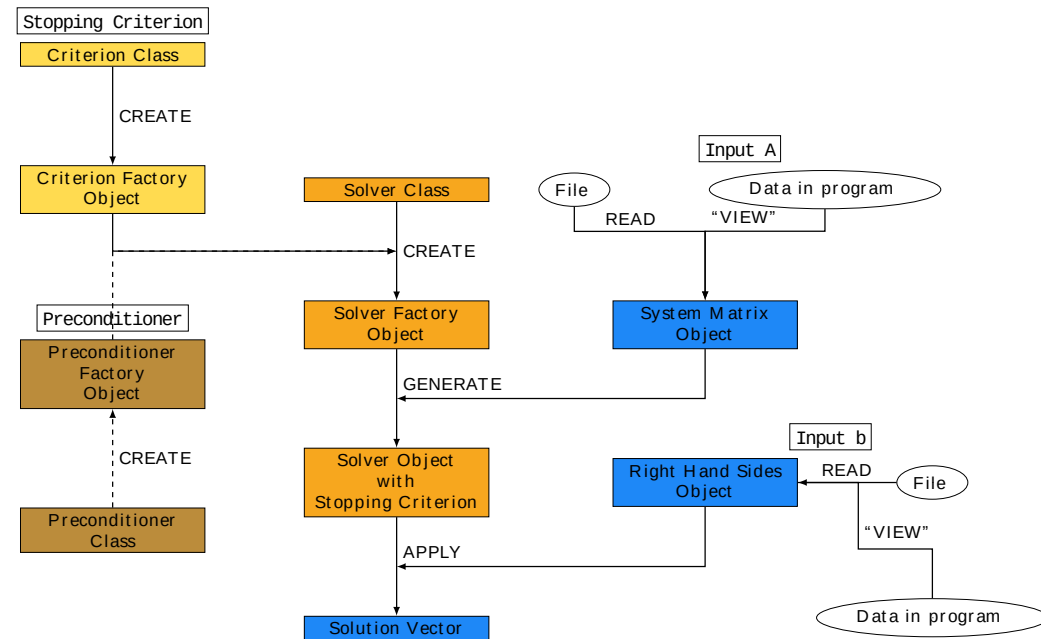 Stopping Criterion
Criterion Class
CREATE
Criterion Factory
Object
Solver Class
CREATE
Input A
File
Data in program
READ
“VIEW”
Preconditioner
Preconditioner
Factory
Object
CREATE
Preconditioner
Class
Solver Factory
Object
System Matrix
Object
GENERATE
Solver Object
with
Stopping Criterion
Input b
Right Hand Sides
Object
READ
File
“VIEW”
Data in program
APPLY
Solution Vector